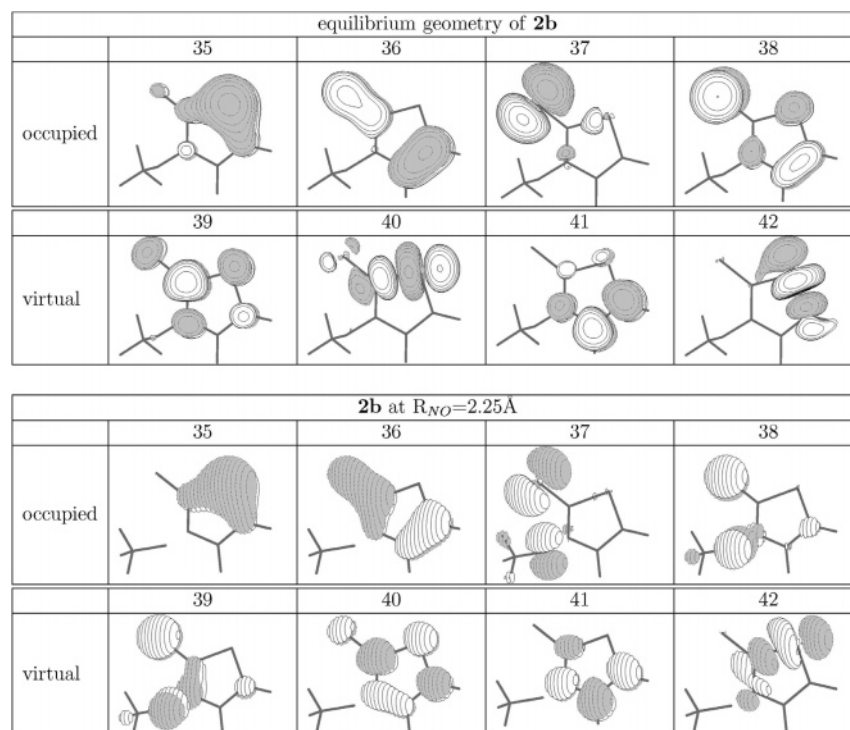 equilibrium geometry of 2b
35 36 37 38
occupied
39 40 41 42
virtual
2b at R_NO=2.25Å
35 36 37 38
occupied
39 40 41 42
virtual